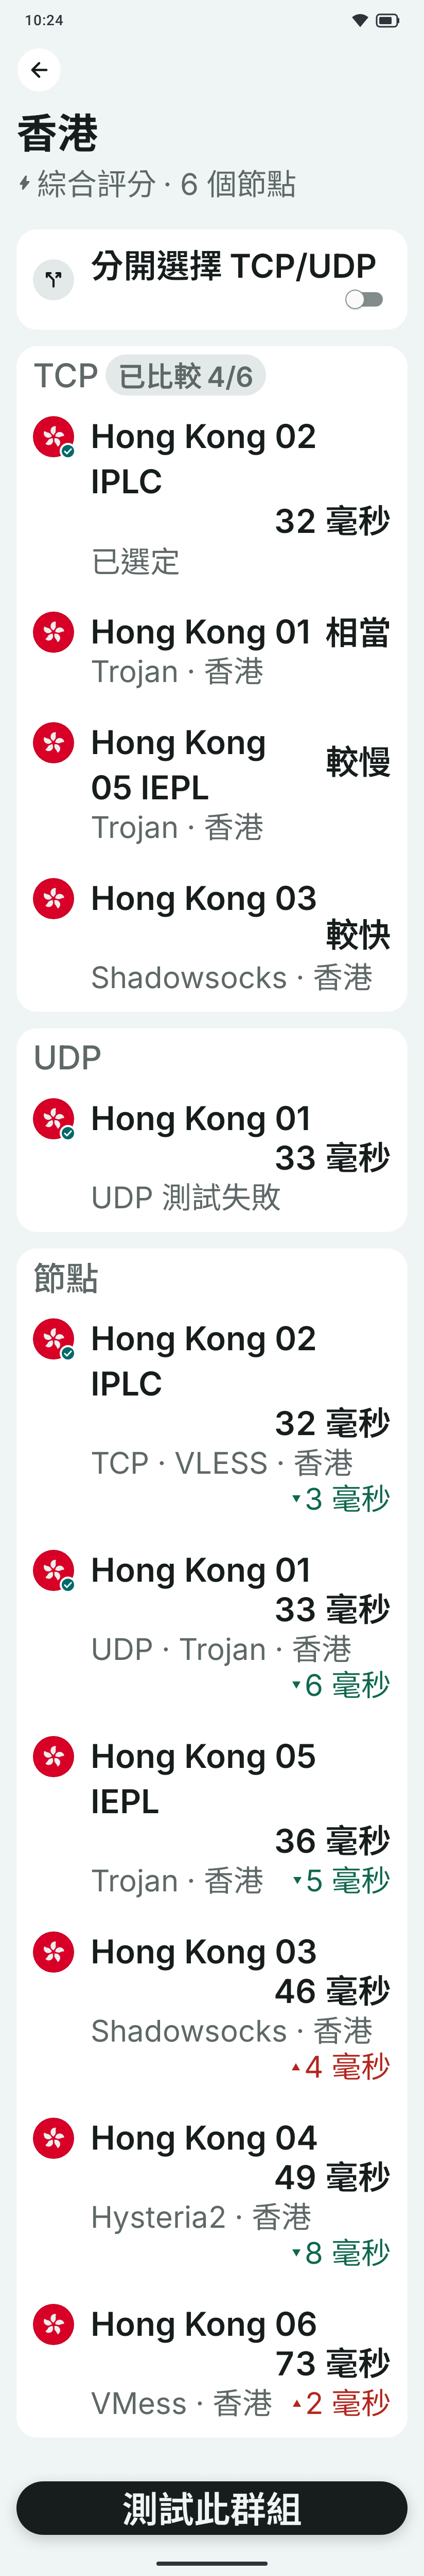 10:24
香港
綜合評分 · 6 個節點
分開選擇 TCP/UDP
TCP 已比較 4/6
Hong Kong 02
IPLC
32 毫秒
已選定
Hong Kong 01 相當
Trojan · 香港
Hong Kong
05 IEPL
較慢
Trojan · 香港
Hong Kong 03
較快
Shadowsocks · 香港
UDP
Hong Kong 01
33 毫秒
UDP 測試失敗
節點
Hong Kong 02
IPLC
32 毫秒
TCP · VLESS · 香港
▼3 毫秒
Hong Kong 01
33 毫秒
UDP · Trojan · 香港
▼6 毫秒
Hong Kong 05
IEPL
36 毫秒
Trojan · 香港 ▼5 毫秒
Hong Kong 03
46 毫秒
Shadowsocks · 香港
▲4 毫秒
Hong Kong 04
49 毫秒
Hysteria2 · 香港
▼8 毫秒
Hong Kong 06
73 毫秒
VMess · 香港 ▲2 毫秒
測試此群組